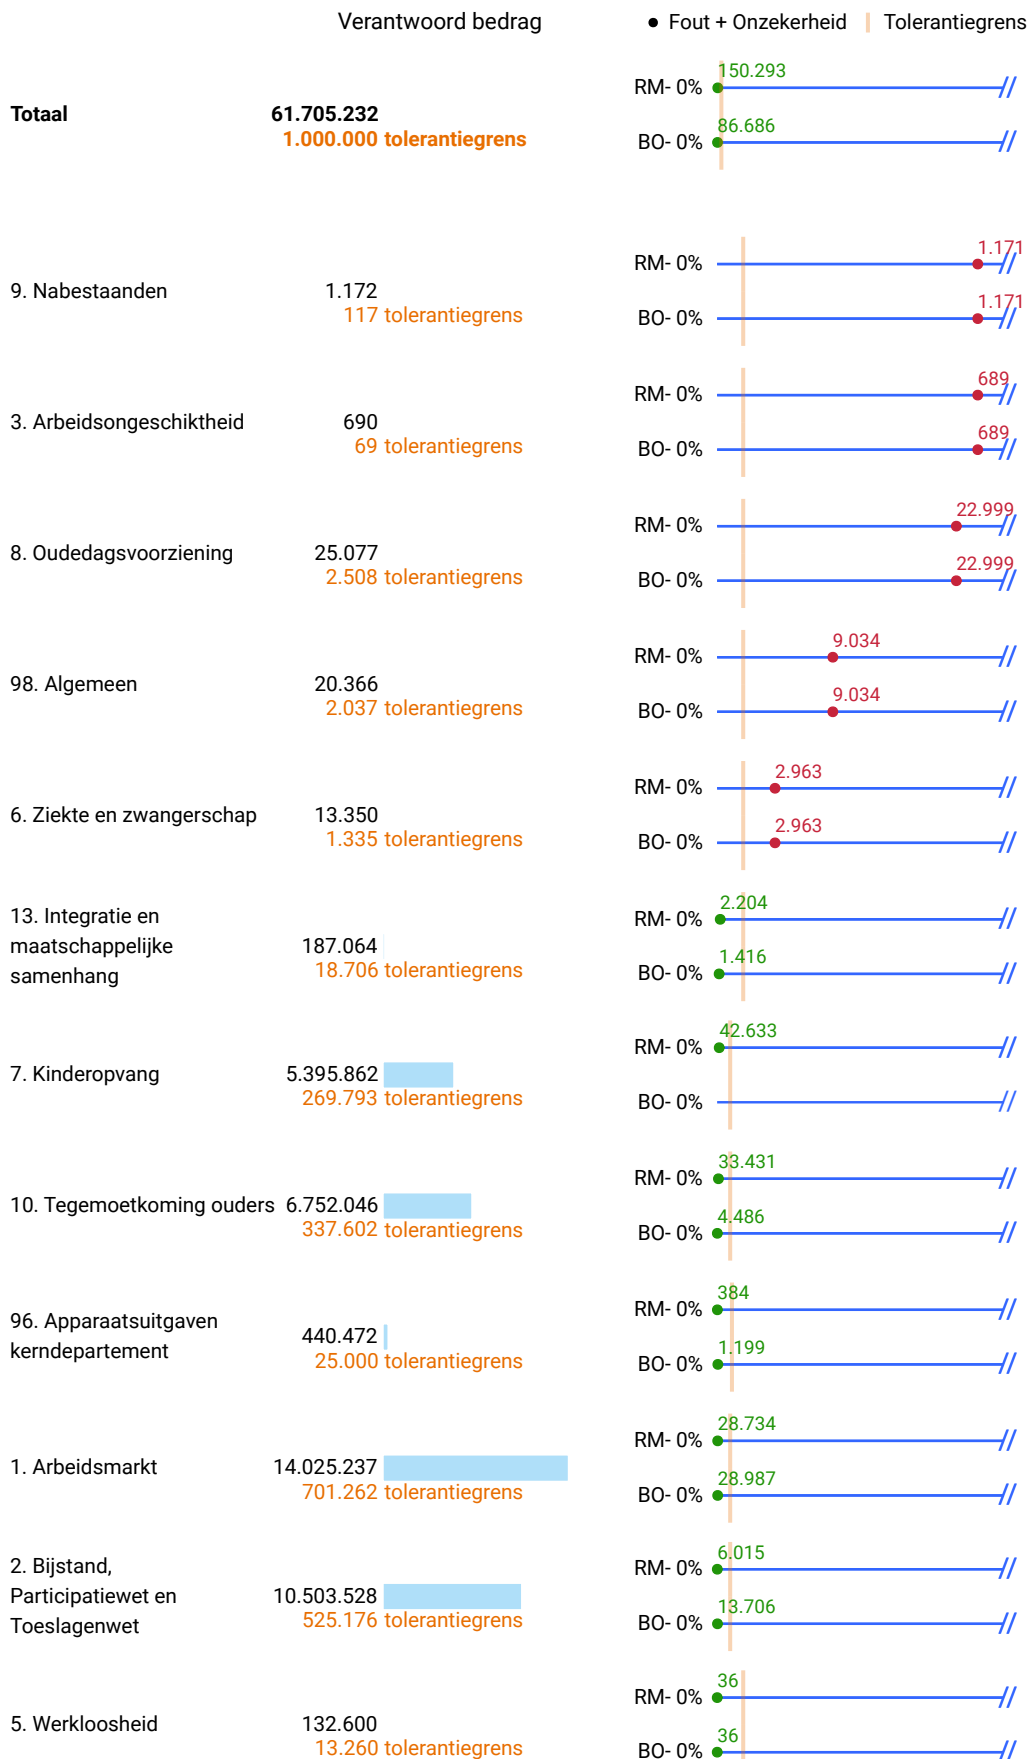 Verantwoord bedrag
Fout + Onzekerheid
Tolerantiegrens
Totaal
61.705.232
1.000.000 tolerantiegrens
RM- 0%
150.293
BO- 0%
86.686
9. Nabestaanden
1.172
117 tolerantiegrens
RM- 0%
1.171
BO- 0%
1.171
3. Arbeidsongeschiktheid
690
69 tolerantiegrens
RM- 0%
689
BO- 0%
689
8. Oudedagsvoorziening
25.077
2.508 tolerantiegrens
RM- 0%
22.999
BO- 0%
22.999
98. Algemeen
20.366
2.037 tolerantiegrens
RM- 0%
9.034
BO- 0%
9.034
6. Ziekte en zwangerschap
13.350
1.335 tolerantiegrens
RM- 0%
2.963
BO- 0%
2.963
13. Integratie en
maatschappelijke
samenhang
187.064
18.706 tolerantiegrens
RM- 0%
2.204
BO- 0%
1.416
7. Kinderopvang
5.395.862
269.793 tolerantiegrens
RM- 0%
42.633
BO- 0%
10. Tegemoetkoming ouders
6.752.046
337.602 tolerantiegrens
RM- 0%
33.431
BO- 0%
4.486
96. Apparaatsuitgaven
kerndepartement
440.472
25.000 tolerantiegrens
RM- 0%
384
BO- 0%
1.199
1. Arbeidsmarkt
14.025.237
701.262 tolerantiegrens
RM- 0%
28.734
BO- 0%
28.987
2. Bijstand,
Participatiewet en
Toeslagenwet
10.503.528
525.176 tolerantiegrens
RM- 0%
6.015
BO- 0%
13.706
5. Werkloosheid
132.600
13.260 tolerantiegrens
RM- 0%
36
BO- 0%
36